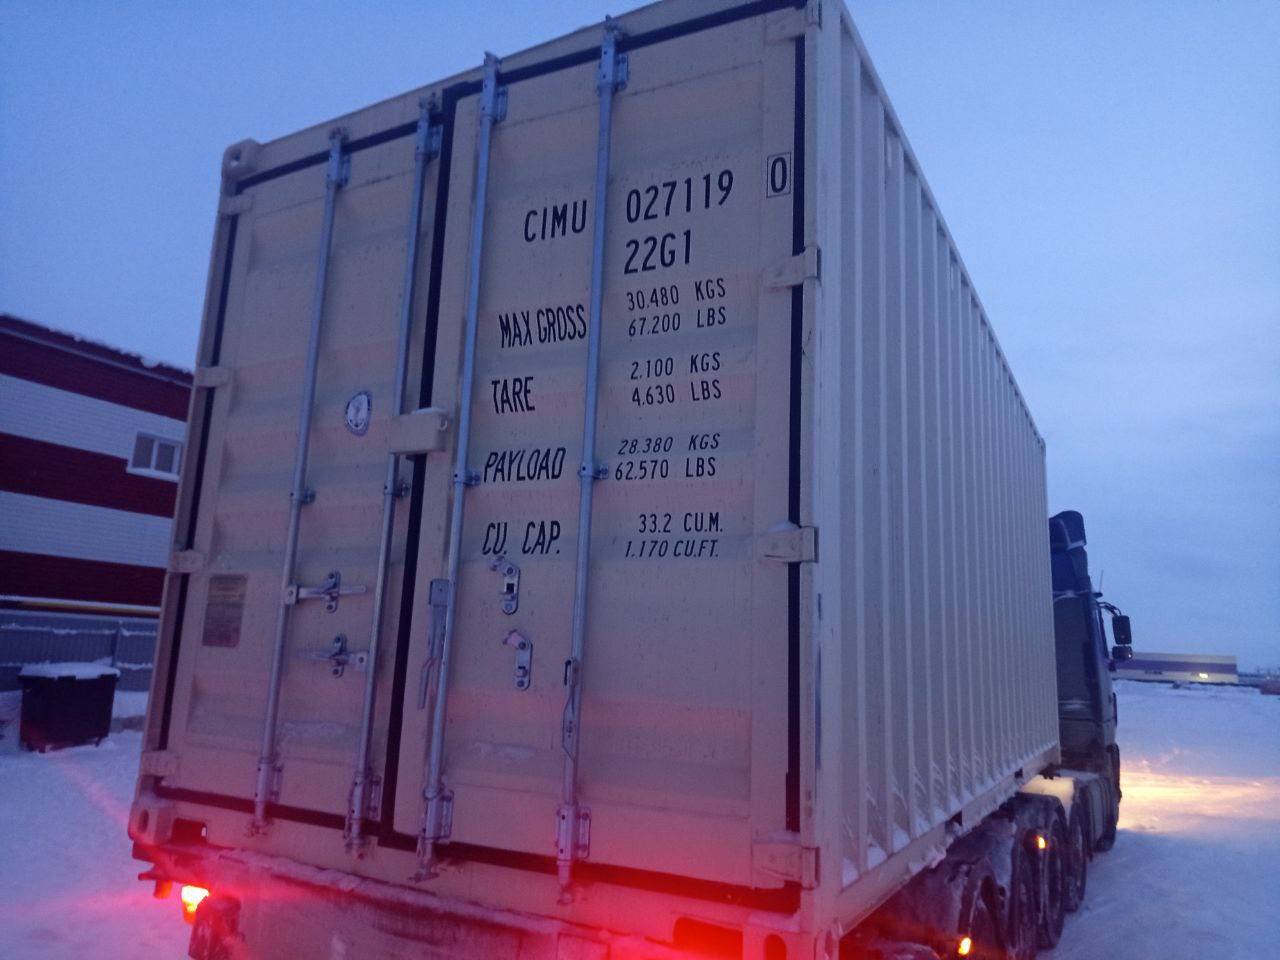 CIMU 027119 0
22G1
MAX GROSS 30.480 KGS
67.200 LBS
TARE 2.100 KGS
4.630 LBS
PAYLOAD 28.380 KGS
62.570 LBS
CU. CAP. 33.2 CU.M.
1.170 CU.FT.